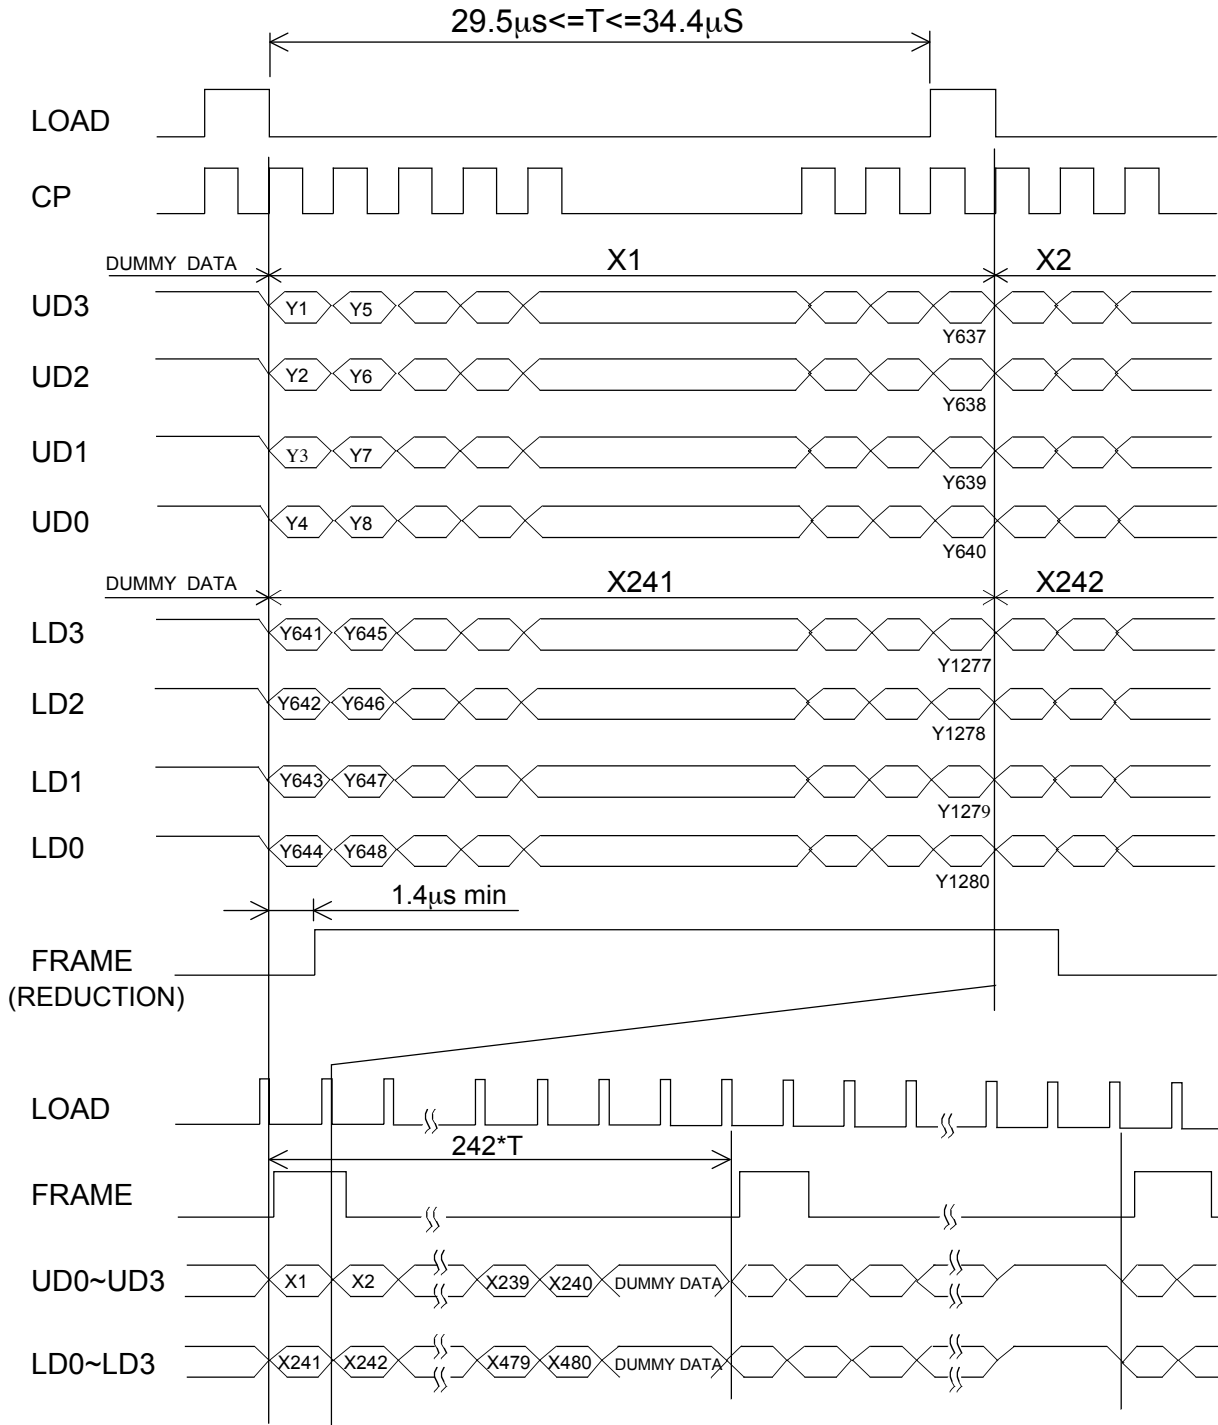 29.5μs<=T<=34.4μS
LOAD
CP
DUMMY DATA X1 X2
UD3 Y1 Y5
Y637
UD2 Y2 Y6
Y638
UD1 Y3 Y7
Y639
UD0 Y4 Y8
Y640
DUMMY DATA X241 X242
LD3 Y641 Y645
Y1277
LD2 Y642 Y646
Y1278
LD1 Y643 Y647
Y1279
LD0 Y644 Y648
Y1280
1.4μs min
FRAME
(REDUCTION)
LOAD
242*T
FRAME
UD0~UD3 X1 X2 X239 X240 DUMMY DATA
LD0~LD3 X241 X242 X479 X480 DUMMY DATA